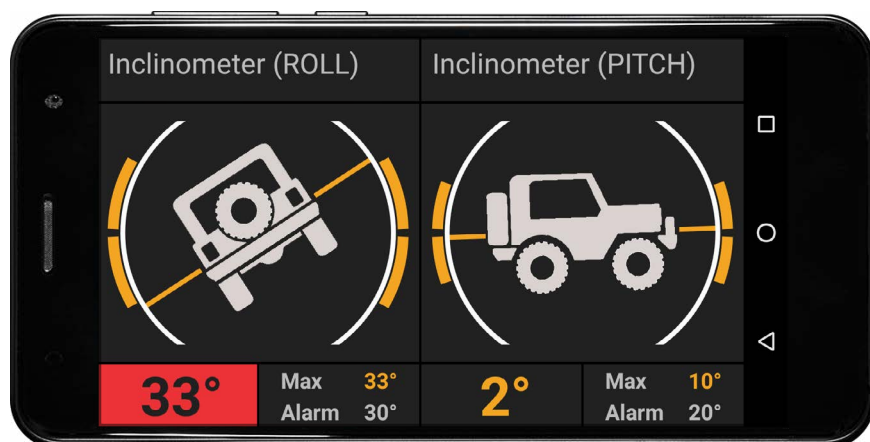 Inclinometer (ROLL)
Inclinometer (PITCH)
33°
Max 33°
Alarm 30°
2°
Max 10°
Alarm 20°